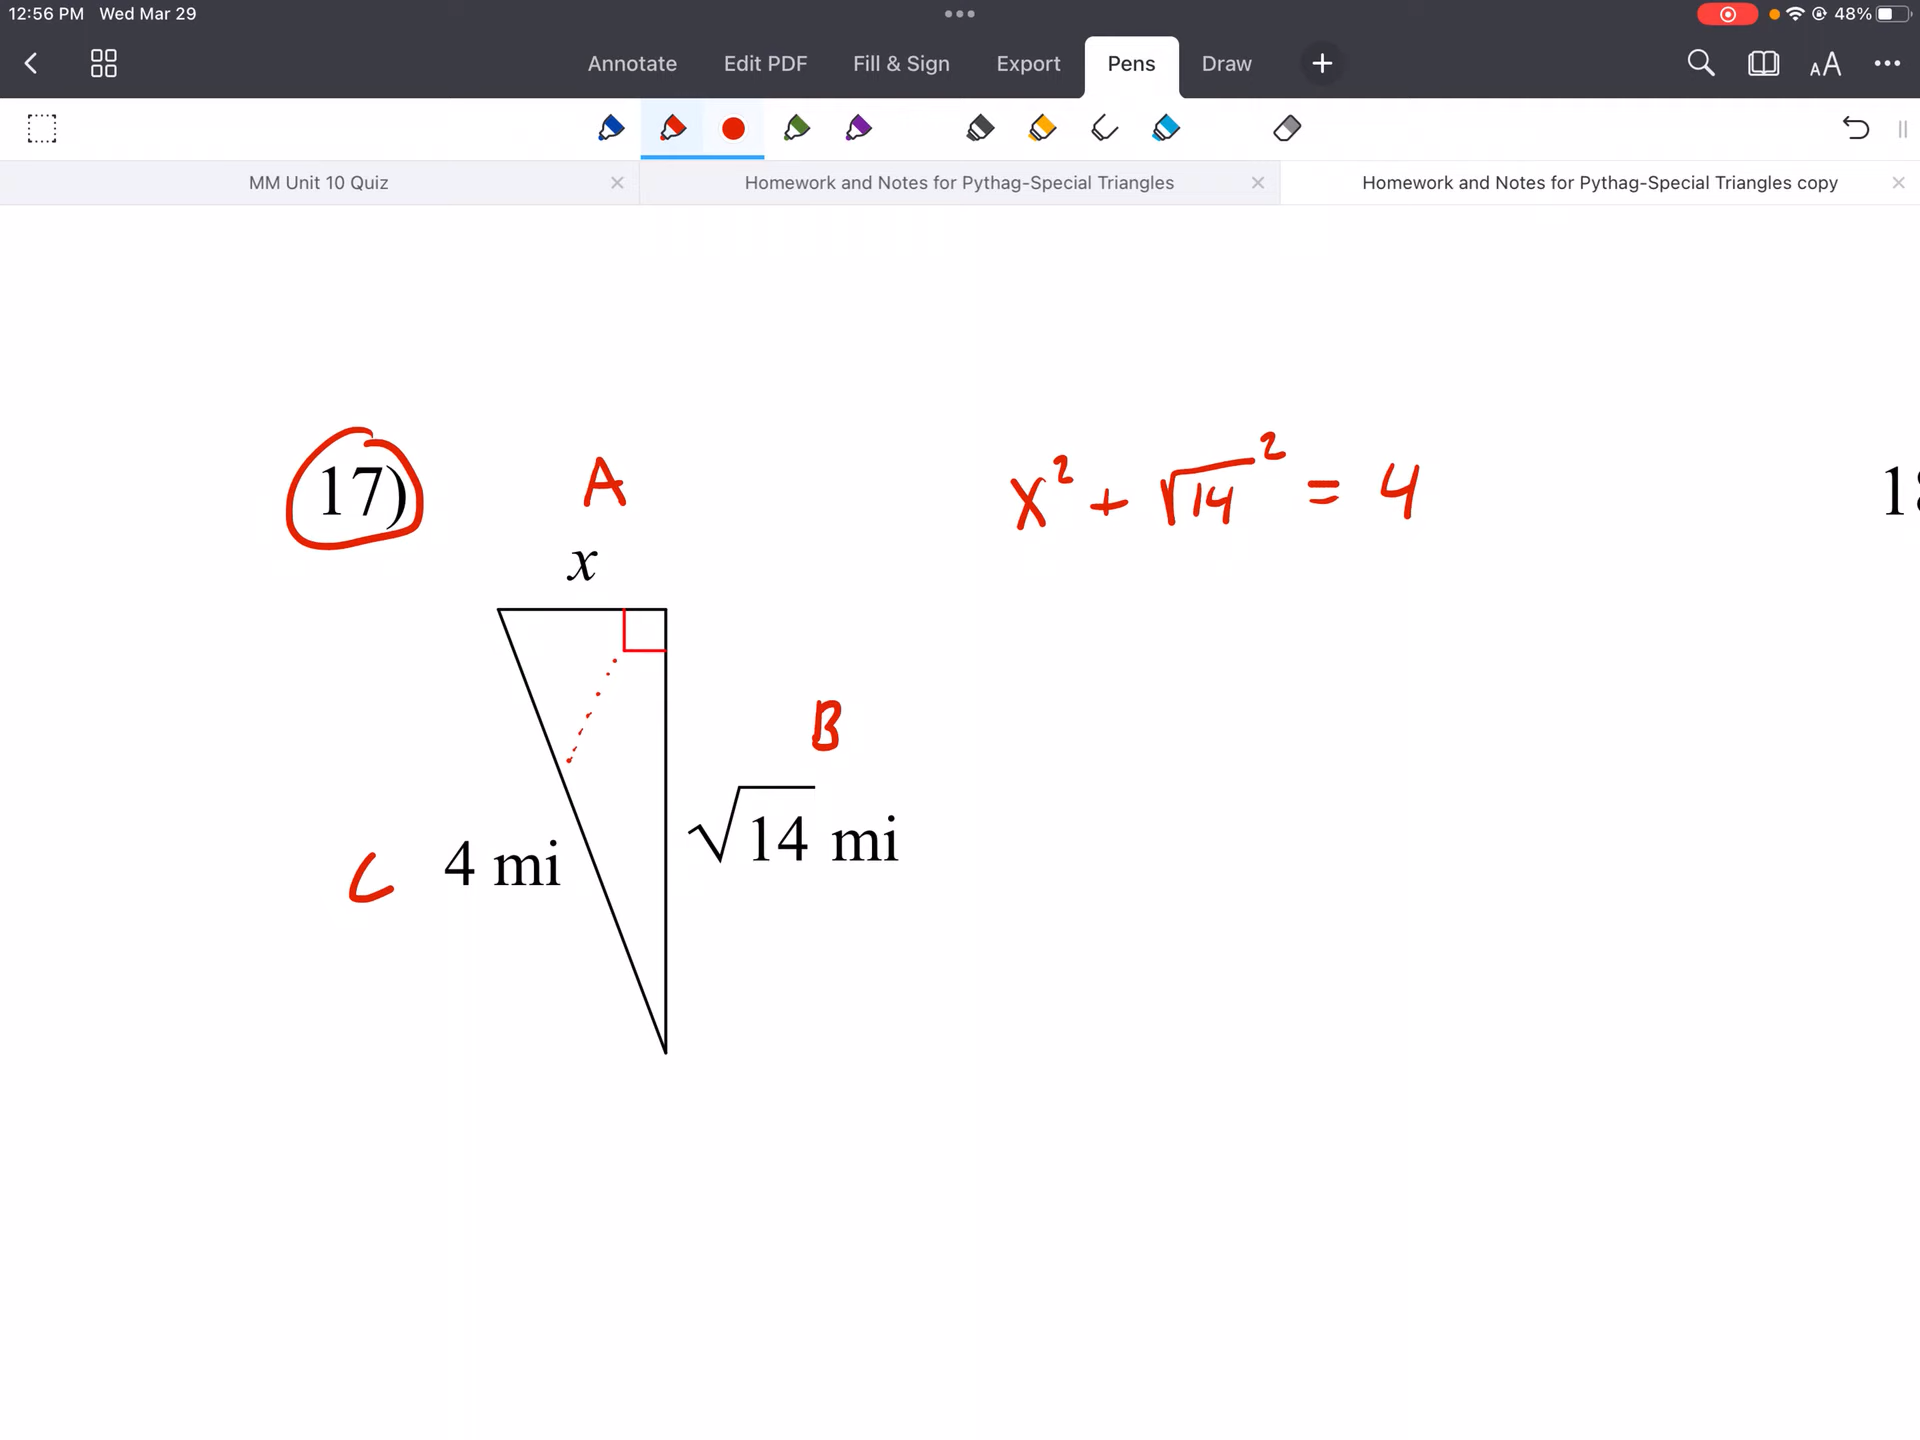 12:56 PM Wed Mar 29
48%
Annotate Edit PDF Fill & Sign Export Pens Draw
AA
MM Unit 10 Quiz
Homework and Notes for Pythag-Special Triangles
Homework and Notes for Pythag-Special Triangles copy
17)
A
x² + √14² = 4
18
x
B
√14 mi
C 4 mi